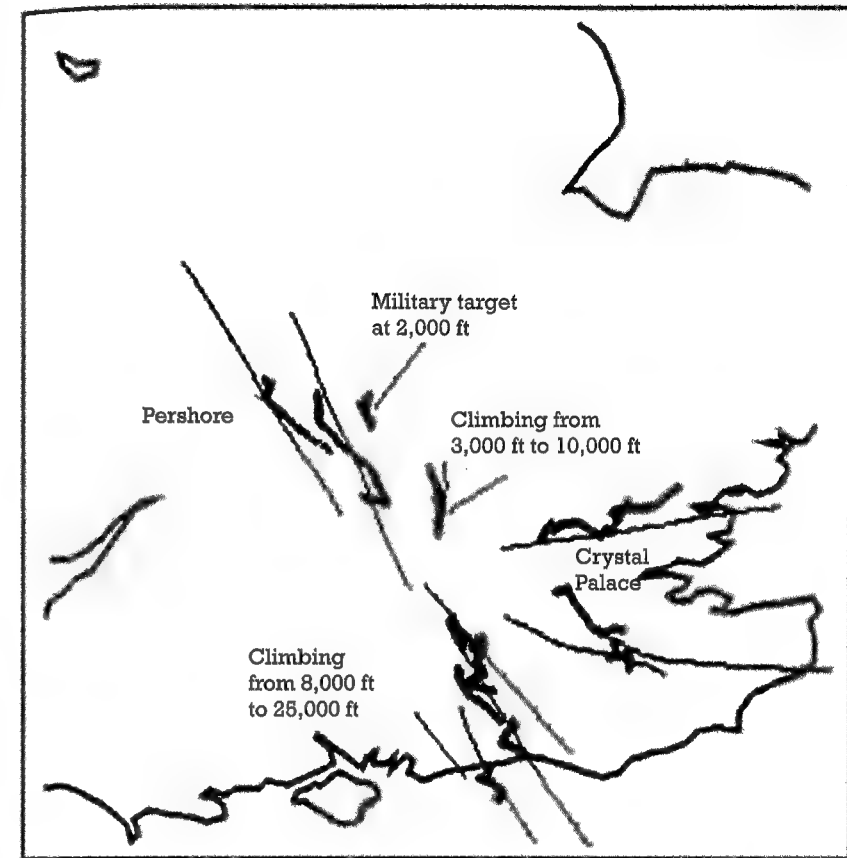 Military target
at 2,000 ft
Pershore
Climbing from
3,000 ft to 10,000 ft
Crystal
Palace
Climbing
from 8,000 ft
to 25,000 ft